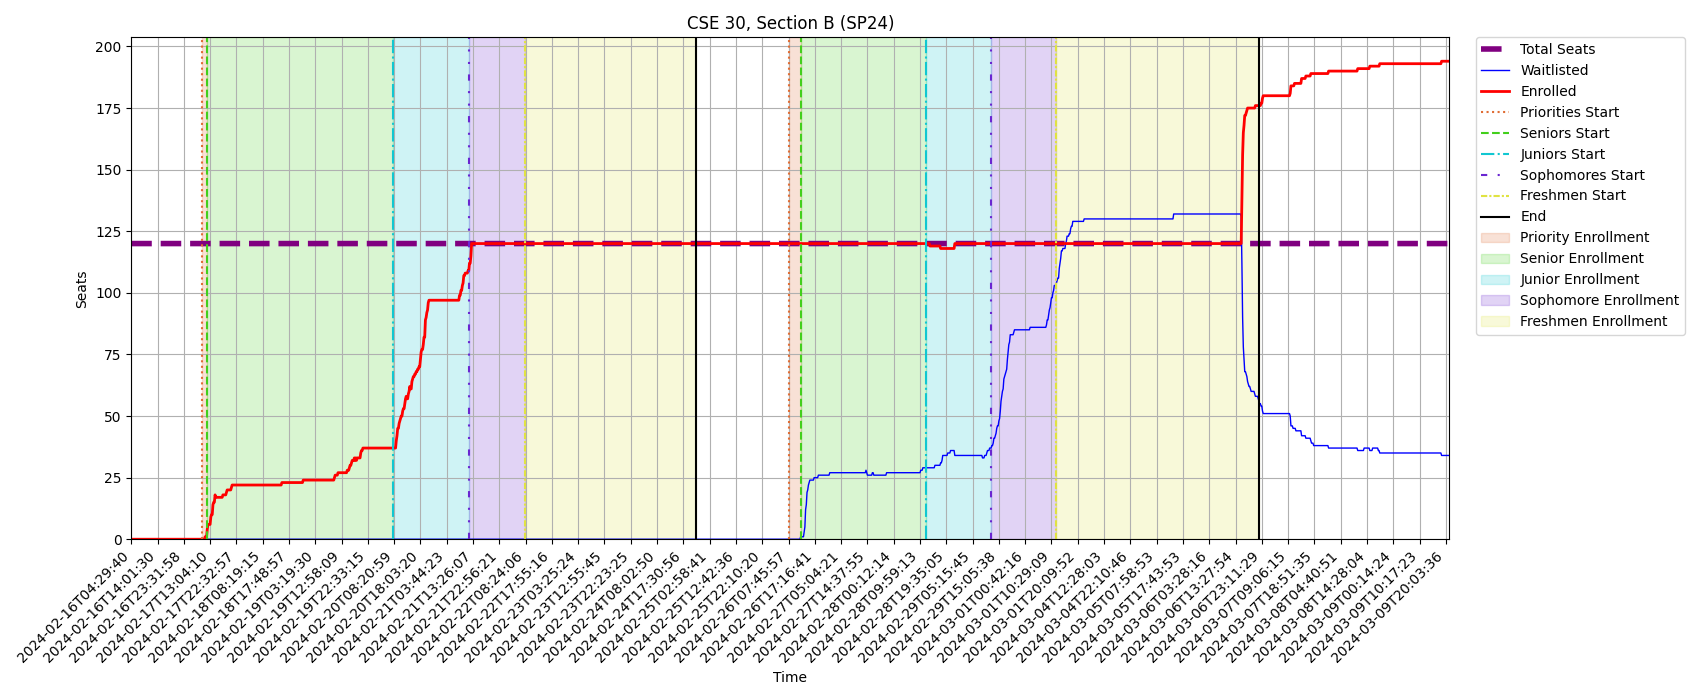 CSE 30, Section B (SP24)
Seats
200
175
150
125
100
75
50
25
0
Total Seats
Waitlisted
Enrolled
Priorities Start
Seniors Start
Juniors Start
Sophomores Start
Freshmen Start
End
Priority Enrollment
Senior Enrollment
Junior Enrollment
Sophomore Enrollment
Freshmen Enrollment
2024-02-16T04:29:40
2024-02-16T14:01:30
2024-02-16T23:31:58
2024-02-17T13:04:10
2024-02-17T22:32:57
2024-02-18T08:19:15
2024-02-18T17:48:57
2024-02-19T03:19:30
2024-02-19T12:58:09
2024-02-19T22:33:15
2024-02-20T08:20:59
2024-02-20T18:03:20
2024-02-21T03:44:23
2024-02-21T13:26:07
2024-02-21T22:56:21
2024-02-22T08:24:06
2024-02-22T17:55:16
2024-02-23T03:25:24
2024-02-23T12:55:45
2024-02-23T22:23:25
2024-02-24T08:02:50
2024-02-24T17:30:56
2024-02-25T02:58:41
2024-02-25T12:42:36
2024-02-25T22:10:20
2024-02-26T07:45:57
2024-02-26T17:16:41
2024-02-27T05:04:21
2024-02-27T14:37:55
2024-02-28T00:12:14
2024-02-28T09:59:13
2024-02-28T19:35:05
2024-02-29T05:15:45
2024-02-29T15:05:38
2024-03-01T00:42:16
2024-03-01T10:29:09
2024-03-01T20:09:52
2024-03-04T12:28:03
2024-03-04T22:10:46
2024-03-05T07:58:53
2024-03-05T17:43:53
2024-03-06T03:28:16
2024-03-06T13:27:54
2024-03-06T23:11:29
2024-03-07T09:06:15
2024-03-07T18:51:35
2024-03-08T04:40:51
2024-03-08T14:28:04
2024-03-09T00:14:24
2024-03-09T10:17:23
2024-03-09T20:03:36
Time